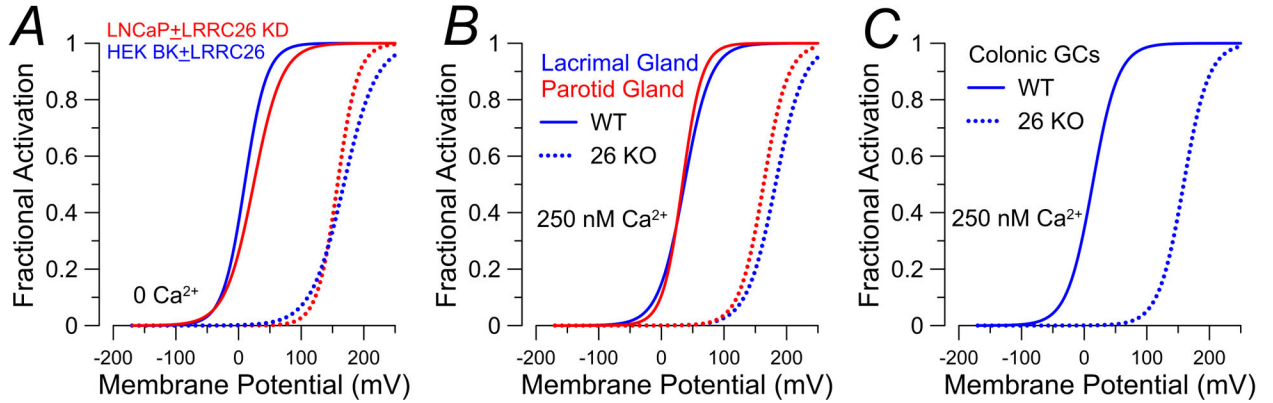 A
LNCaP±LRRC26 KD
HEK BK±LRRC26
Fractional Activation
1
0.8
0.6
0.4
0.2
0
0 Ca²⁺
-200 -100 0 100 200
Membrane Potential (mV)
B
Lacrimal Gland
Parotid Gland
WT
26 KO
250 nM Ca²⁺
Fractional Activation
1
0.8
0.6
0.4
0.2
0
-200 -100 0 100 200
Membrane Potential (mV)
C
Colonic GCs
WT
26 KO
250 nM Ca²⁺
Fractional Activation
1
0.8
0.6
0.4
0.2
0
-200 -100 0 100 200
Membrane Potential (mV)